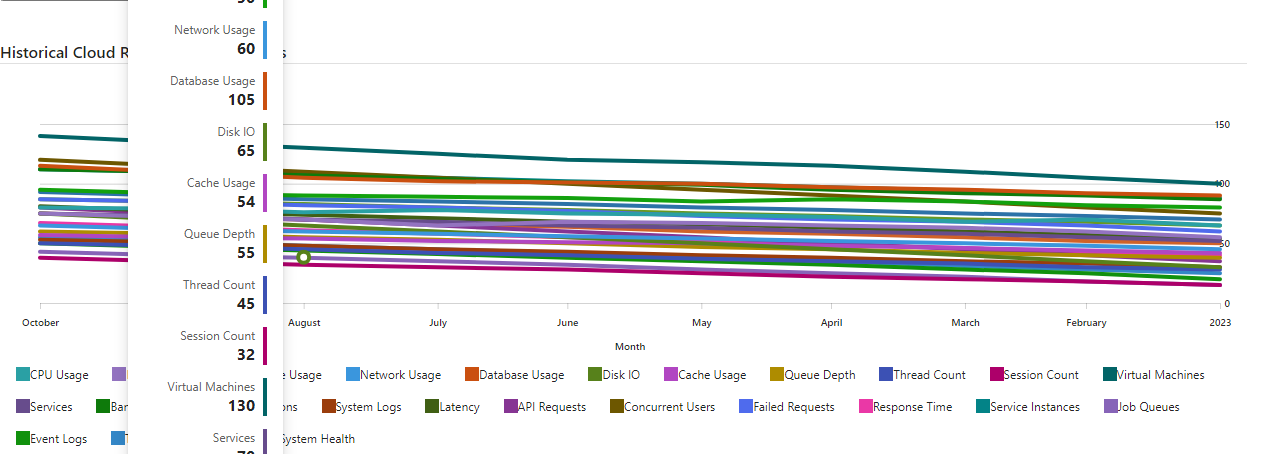 Network Usage
60
Historical Cloud R
s
Database Usage
105
Disk IO
65
Cache Usage
54
Queue Depth
55
Thread Count
45
Session Count
32
Virtual Machines
130
Services
150
100
50
0
October
August
July
June
May
April
March
February
2023
Month
CPU Usage
e Usage
Network Usage
Database Usage
Disk IO
Cache Usage
Queue Depth
Thread Count
Session Count
Virtual Machines
Services
Ban
ons
System Logs
Latency
API Requests
Concurrent Users
Failed Requests
Response Time
Service Instances
Job Queues
Event Logs
T
System Health